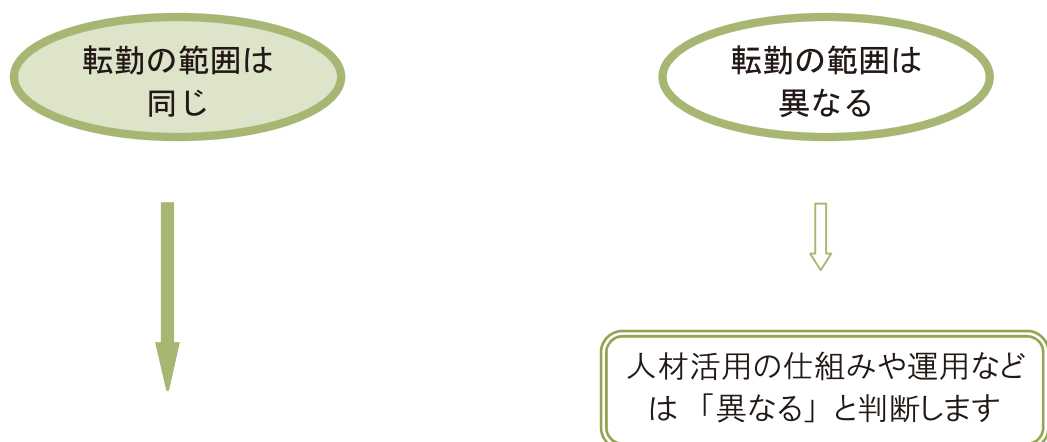 転勤の範囲は
同じ
転勤の範囲は
異なる
人材活用の仕組みや運用など
は「異なる」と判断します